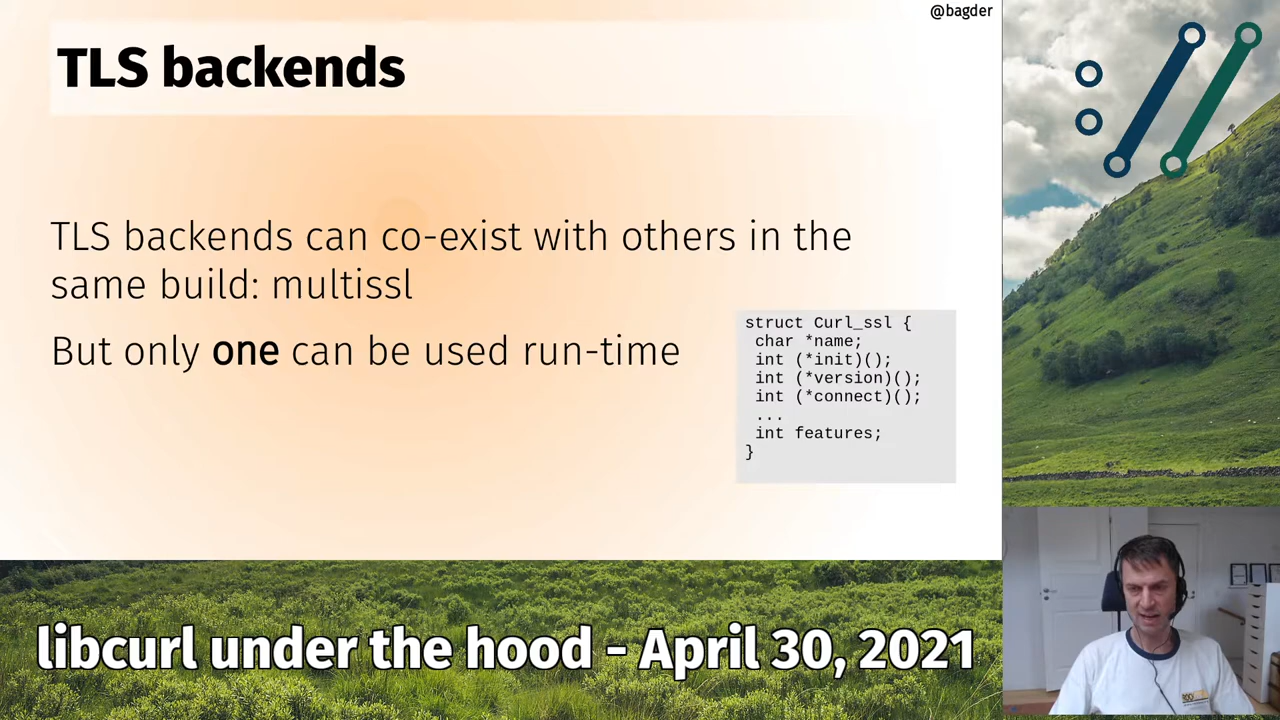 @bagder
TLS backends
TLS backends can co-exist with others in the
same build: multissl
But only one can be used run-time
struct Curl_ssl {
 char *name;
 int (*init)();
 int (*version)();
 int (*connect)();
 ...
 int features;
}
libcurl under the hood - April 30, 2021